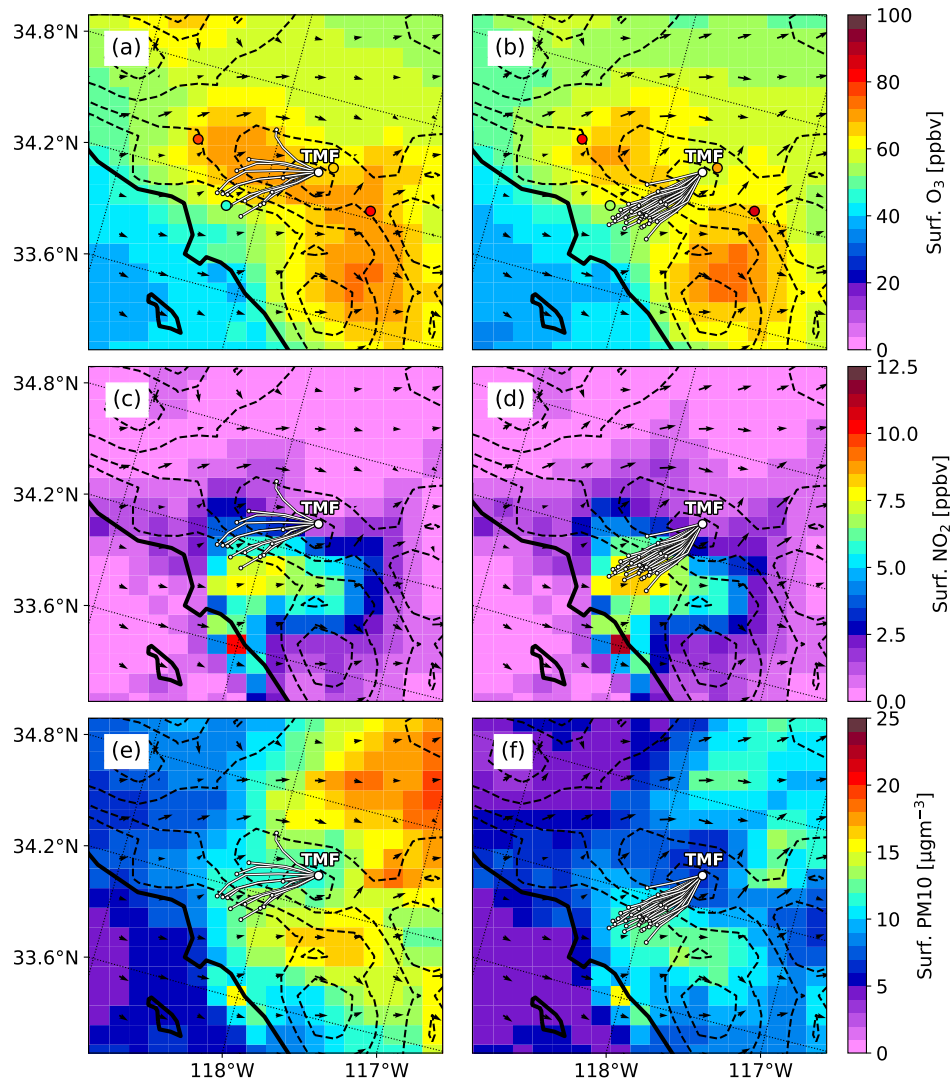 (a)
(b)
TMF
TMF
34.8°N
34.2°N
33.6°N
100
80
60
40
20
0
Surf. O₃ [ppbv]
(c)
(d)
TMF
TMF
34.8°N
34.2°N
33.6°N
12.5
10.0
7.5
5.0
2.5
0.0
Surf. NO₂ [ppbv]
(e)
(f)
TMF
TMF
34.8°N
34.2°N
33.6°N
25
20
15
10
5
0
Surf. PM10 [µgm⁻³]
118°W
117°W
118°W
117°W